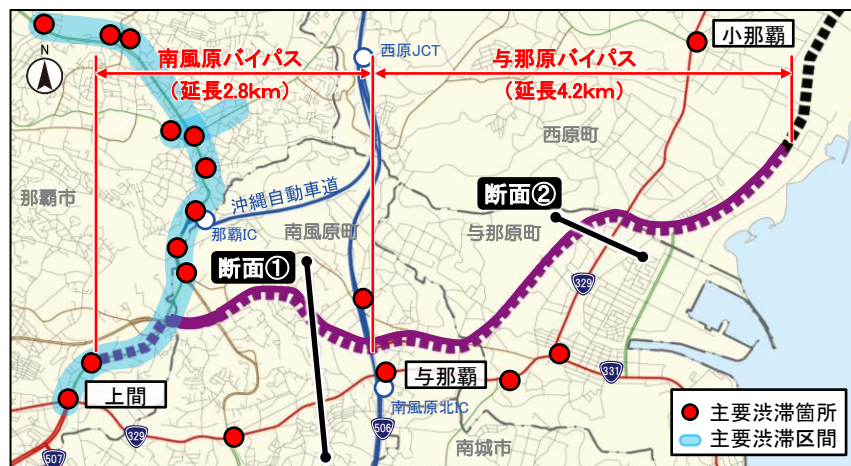 小那覇
N
南風原バイパス
(延長2.8km)
西原JCT
与那原バイパス
(延長4.2km)
西原町
那覇市
沖縄自動車道
断面②
那覇IC
南風原町
与那原町
断面①
329
331
上間
与那覇
南風原北IC
主要渋滞箇所
329
506
南城市
主要渋滞区間
507